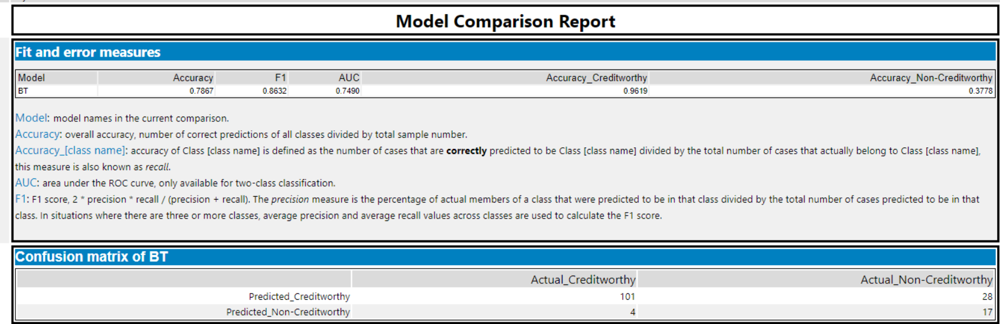 Model Comparison Report
Fit and error measures
Model Accuracy F1 AUC Accuracy_Creditworthy Accuracy_Non-Creditworthy
BT 0.7867 0.8632 0.7490 0.9619 0.3778
Model: model names in the current comparison.
Accuracy: overall accuracy, number of correct predictions of all classes divided by total sample number.
Accuracy_[class name]: accuracy of Class [class name] is defined as the number of cases that are correctly predicted to be Class [class name] divided by the total number of cases that actually belong to Class [class name],
this measure is also known as recall.
AUC: area under the ROC curve, only available for two-class classification.
F1: F1 score, 2 * precision * recall / (precision + recall). The precision measure is the percentage of actual members of a class that were predicted to be in that class divided by the total number of cases predicted to be in that
class. In situations where there are three or more classes, average precision and average recall values across classes are used to calculate the F1 score.
Confusion matrix of BT
Actual_Creditworthy Actual_Non-Creditworthy
Predicted_Creditworthy 101 28
Predicted_Non-Creditworthy 4 17